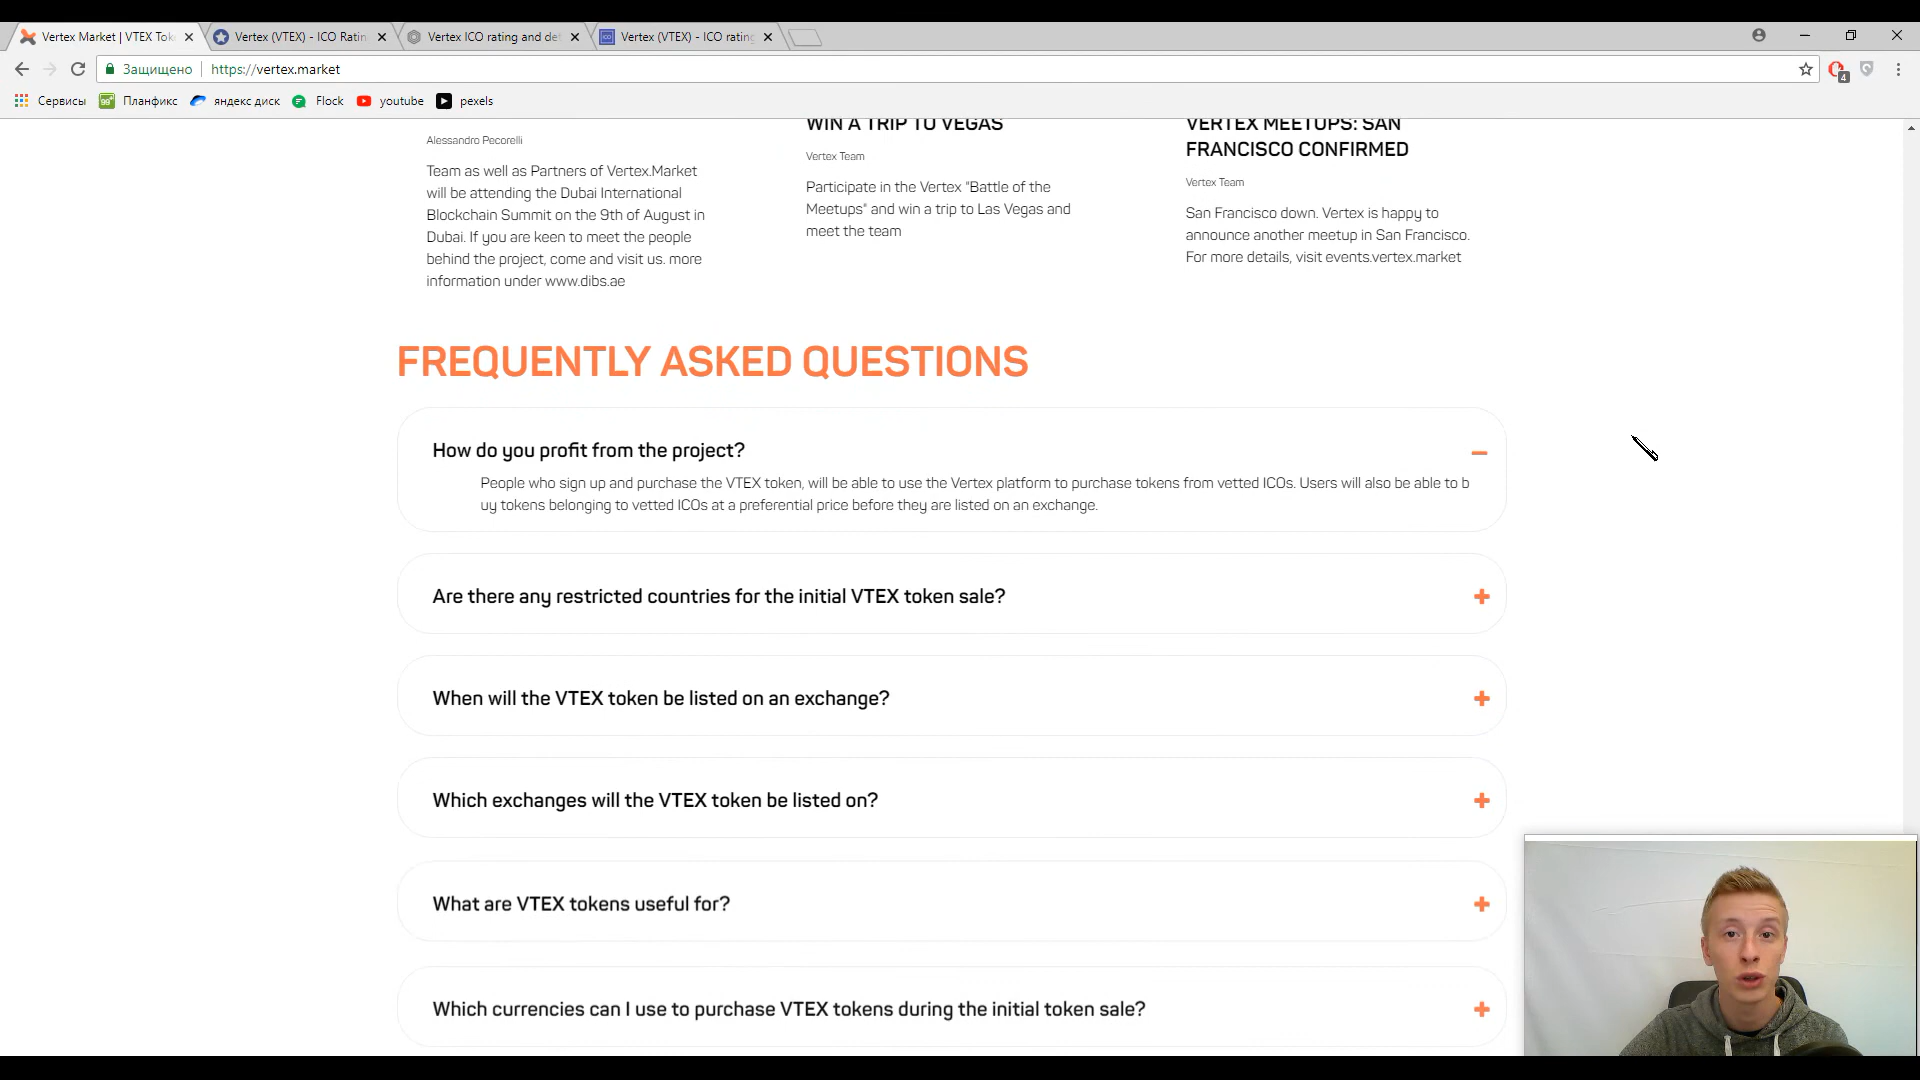 Vertex Market | VTEX Tok
Vertex (VTEX) - ICO Ratin
Vertex ICO rating and det
Vertex (VTEX) - ICO rating
Защищено
https://vertex.market
4
Сервисы
99+
Планфикс
яндекс диск
Flock
youtube
pexels
Alessandro Pecorelli
Team as well as Partners of Vertex.Market
will be attending the Dubai International
Blockchain Summit on the 9th of August in
Dubai. If you are keen to meet the people
behind the project, come and visit us. more
information under www.dibs.ae
WIN A TRIP TO VEGAS
Vertex Team
Participate in the Vertex "Battle of the
Meetups" and win a trip to Las Vegas and
meet the team
VERTEX MEETUPS: SAN
FRANCISCO CONFIRMED
Vertex Team
San Francisco down. Vertex is happy to
announce another meetup in San Francisco.
For more details, visit events.vertex.market
FREQUENTLY ASKED QUESTIONS
How do you profit from the project?
People who sign up and purchase the VTEX token, will be able to use the Vertex platform to purchase tokens from vetted ICOs. Users will also be able to b
uy tokens belonging to vetted ICOs at a preferential price before they are listed on an exchange.
Are there any restricted countries for the initial VTEX token sale?
When will the VTEX token be listed on an exchange?
Which exchanges will the VTEX token be listed on?
What are VTEX tokens useful for?
Which currencies can I use to purchase VTEX tokens during the initial token sale?